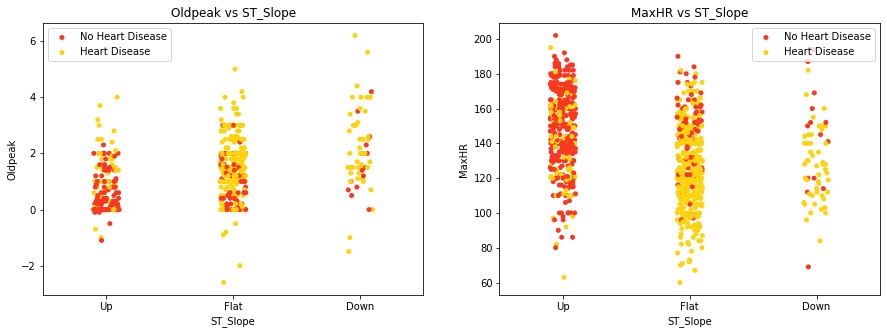 Oldpeak vs ST_Slope
No Heart Disease
Heart Disease
6
4
2
0
−2
Oldpeak
Up
Flat
Down
ST_Slope
MaxHR vs ST_Slope
No Heart Disease
Heart Disease
200
180
160
140
120
100
80
60
MaxHR
Up
Flat
Down
ST_Slope